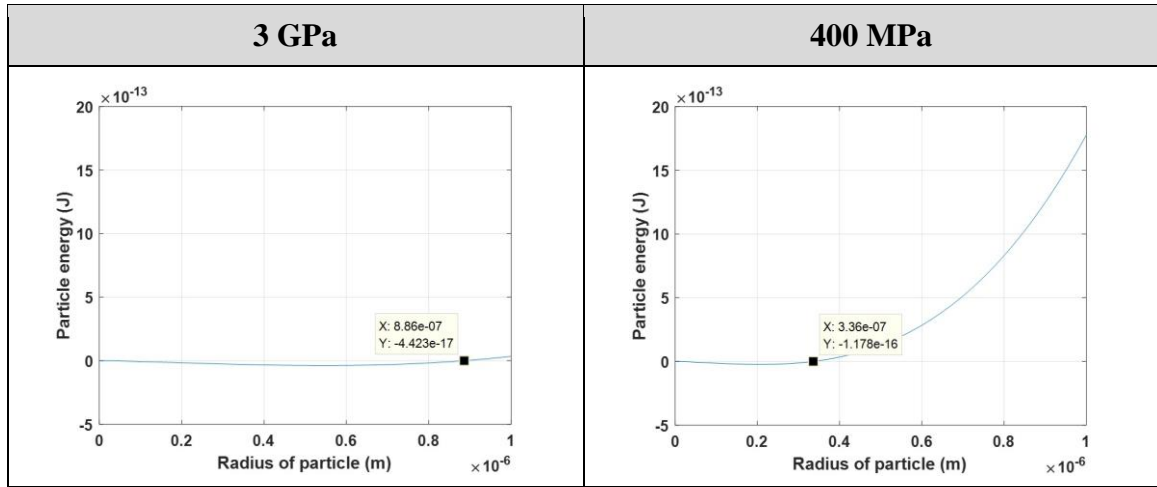 3 GPa
400 MPa
×10-13
20
15
10
5
0
-5
Particle energy (J)
X: 8.86e-07
Y: -4.423e-17
0
0.2
0.4
0.6
0.8
1
Radius of particle (m)
×10-6
×10-13
20
15
10
5
0
-5
Particle energy (J)
X: 3.36e-07
Y: -1.178e-16
0
0.2
0.4
0.6
0.8
1
Radius of particle (m)
×10-6